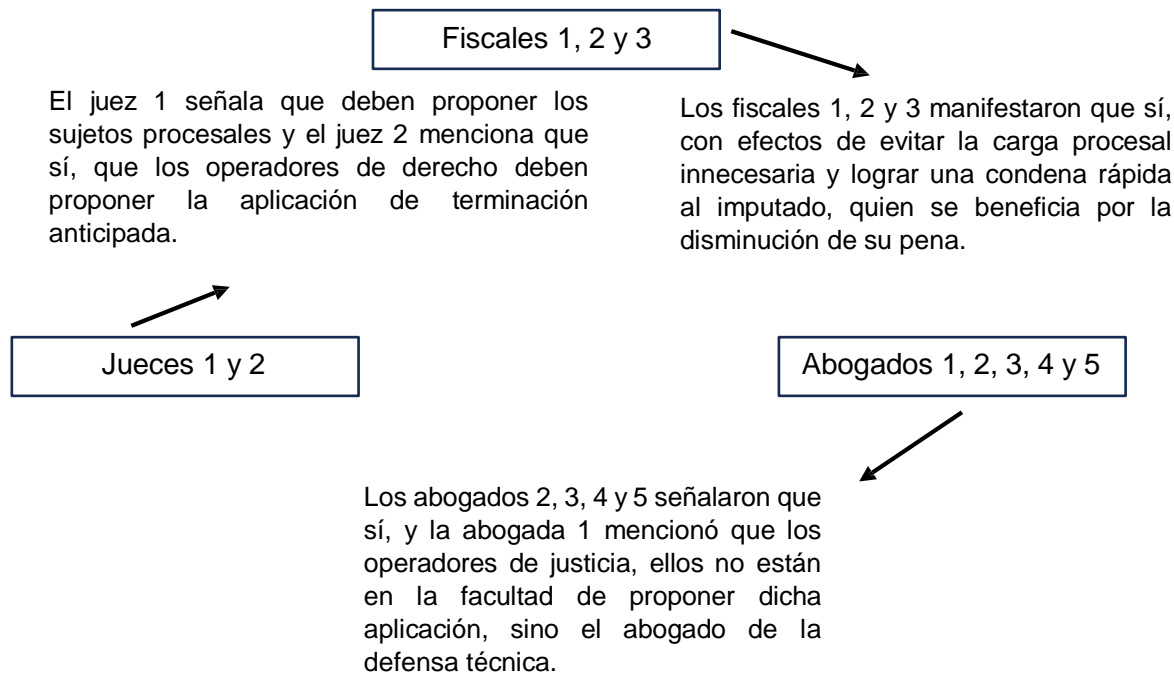 Fiscales 1, 2 y 3
El juez 1 señala que deben proponer los
sujetos procesales y el juez 2 menciona que
sí, que los operadores de derecho deben
proponer la aplicación de terminación
anticipada.
Los fiscales 1, 2 y 3 manifestaron que sí,
con efectos de evitar la carga procesal
innecesaria y lograr una condena rápida
al imputado, quien se beneficia por la
disminución de su pena.
Jueces 1 y 2
Abogados 1, 2, 3, 4 y 5
Los abogados 2, 3, 4 y 5 señalaron que
sí, y la abogada 1 mencionó que los
operadores de justicia, ellos no están
en la facultad de proponer dicha
aplicación, sino el abogado de la
defensa técnica.